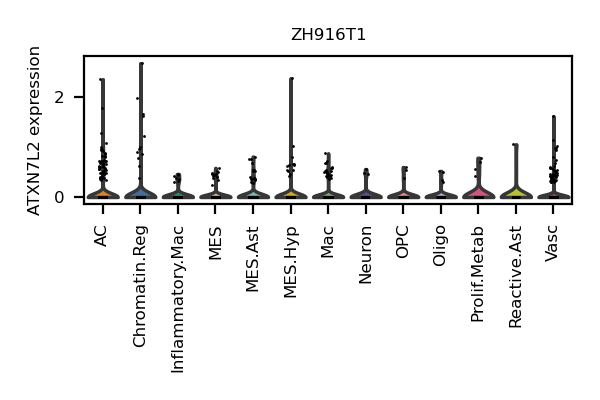 ZH916T1
ATXN7L2 expression
2
0
AC
Chromatin.Reg
Inflammatory.Mac
MES
MES.Ast
MES.Hyp
Mac
Neuron
OPC
Oligo
Prolif.Metab
Reactive.Ast
Vasc